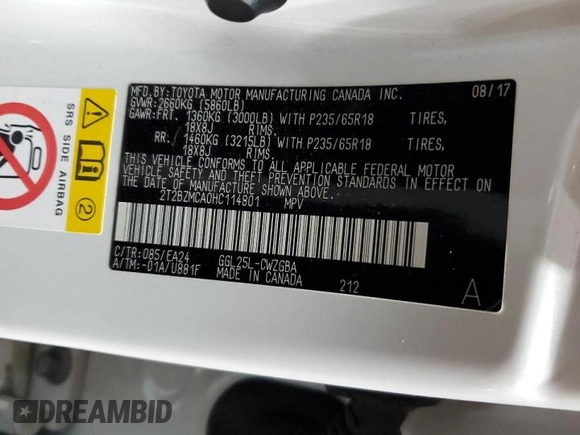 MFD.BY:TOYOTA MOTOR MANUFACTURING CANADA INC. 08/17
GVWR:2660KG (5860LB)
GAWR:FRT. 1360KG (3000LB) WITH P235/65R18 TIRES,
18X8J RIMS.
RR. 1460KG (3215LB) WITH P235/65R18 TIRES,
18X8J RIMS.
THIS VEHICLE CONFORMS TO ALL APPLICABLE FEDERAL MOTOR
VEHICLE SAFETY AND THEFT PREVENTION STANDARDS IN EFFECT ON
THE DATE OF MANUFACTURE SHOWN ABOVE.
2T2BZMCA0HC114801 MPV
C/TR:085/EA24 GGL25L-CWZGBA
A/TM:-01A/U881F MADE IN CANADA 212 A
SRS SIDE AIRBAG
2
DREAMBID